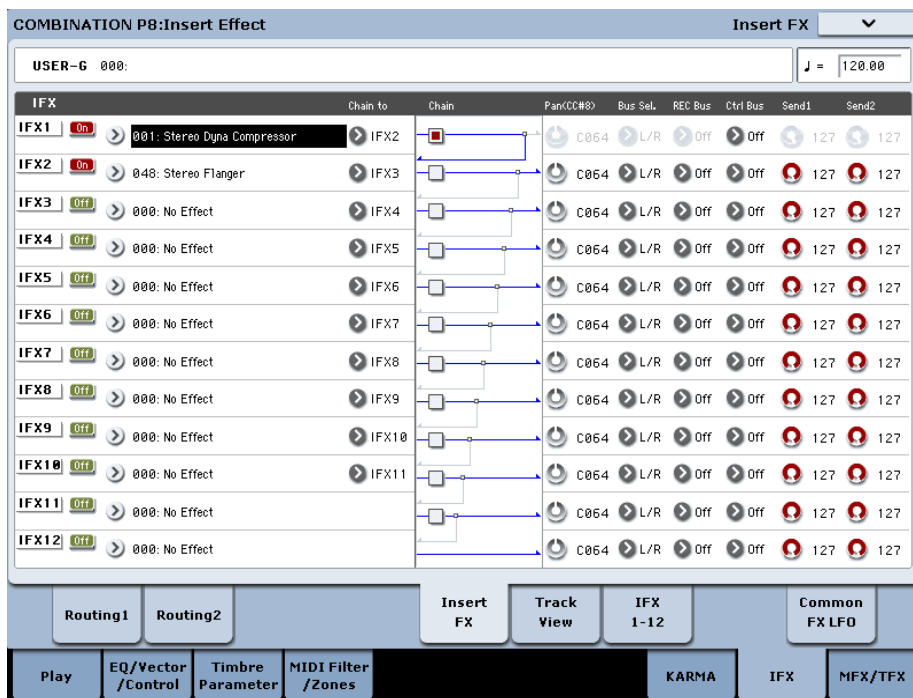 COMBINATION P8:Insert Effect Insert FX
USER-G 000: ♩ = 120.00
IFX Chain to Chain Pan(CC#8) Bus Sel. REC Bus Ctrl Bus Send1 Send2
IFX1 On 001: Stereo Dyna Compressor IFX2 C064 L/R Off Off 127 127
IFX2 On 048: Stereo Flanger IFX3 C064 L/R Off Off 127 127
IFX3 Off 000: No Effect IFX4 C064 L/R Off Off 127 127
IFX4 Off 000: No Effect IFX5 C064 L/R Off Off 127 127
IFX5 Off 000: No Effect IFX6 C064 L/R Off Off 127 127
IFX6 Off 000: No Effect IFX7 C064 L/R Off Off 127 127
IFX7 Off 000: No Effect IFX8 C064 L/R Off Off 127 127
IFX8 Off 000: No Effect IFX9 C064 L/R Off Off 127 127
IFX9 Off 000: No Effect IFX10 C064 L/R Off Off 127 127
IFX10 Off 000: No Effect IFX11 C064 L/R Off Off 127 127
IFX11 Off 000: No Effect C064 L/R Off Off 127 127
IFX12 Off 000: No Effect C064 L/R Off Off 127 127
Routing1 Routing2 Insert FX Track View IFX 1-12 Common FX LFO
Play EQ/Vector /Control Timbre Parameter MIDI Filter /Zones KARMA IFX MFX/TFX